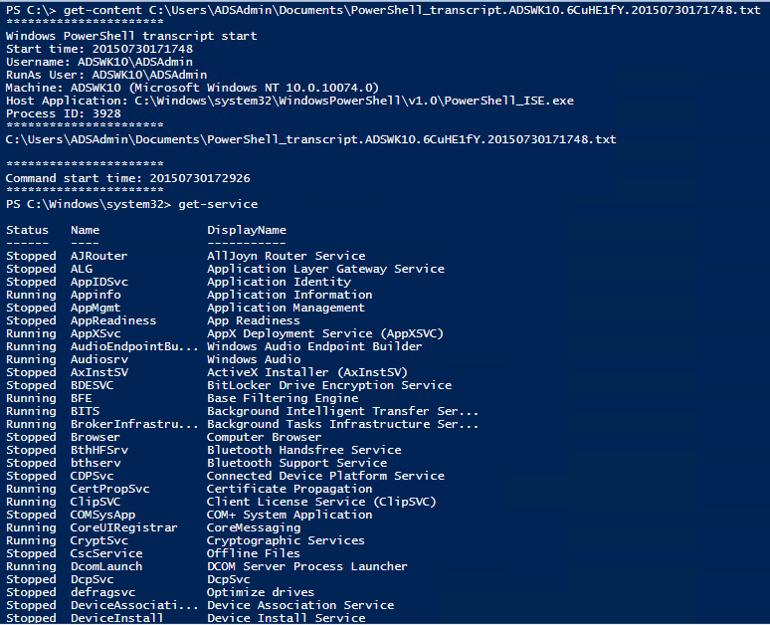 PS C:\> get-content C:\Users\ADSAdmin\Documents\PowerShell_transcript.ADSWK10.6CuHE1fY.20150730171748.txt
**********************
Windows PowerShell transcript start
Start time: 20150730171748
Username: ADSWK10\ADSAdmin
RunAs User: ADSWK10\ADSAdmin
Machine: ADSWK10 (Microsoft Windows NT 10.0.10074.0)
Host Application: C:\Windows\system32\WindowsPowerShell\v1.0\PowerShell_ISE.exe
Process ID: 3928
**********************
C:\Users\ADSAdmin\Documents\PowerShell_transcript.ADSWK10.6CuHE1fY.20150730171748.txt
**********************
Command start time: 20150730172926
**********************
PS C:\Windows\system32> get-service
Status Name DisplayName
------ ---- -----------
Stopped AJRouter AllJoyn Router Service
Stopped ALG Application Layer Gateway Service
Stopped AppIDSvc Application Identity
Running Appinfo Application Information
Stopped AppMgmt Application Management
Stopped AppReadiness App Readiness
Running AppXSvc AppX Deployment Service (AppXSVC)
Running AudioEndpointBu... Windows Audio Endpoint Builder
Running Audiosrv Windows Audio
Stopped AxInstSV ActiveX Installer (AxInstSV)
Stopped BDESVC BitLocker Drive Encryption Service
Running BFE Base Filtering Engine
Running BITS Background Intelligent Transfer Ser...
Running BrokerInfrastru... Background Tasks Infrastructure Ser...
Stopped Browser Computer Browser
Stopped BthHFSrv Bluetooth Handsfree Service
Stopped bthserv Bluetooth Support Service
Stopped CDPSvc Connected Device Platform Service
Running CertPropSvc Certificate Propagation
Running ClipSVC Client License Service (ClipSVC)
Stopped COMSysApp COM+ System Application
Running CoreUIRegistrar CoreMessaging
Running CryptSvc Cryptographic Services
Stopped CscService Offline Files
Running DcomLaunch DCOM Server Process Launcher
Stopped DcpSvc DcpSvc
Stopped defragsvc Optimize drives
Stopped DeviceAssociati... Device Association Service
Stopped DeviceInstall Device Install Service